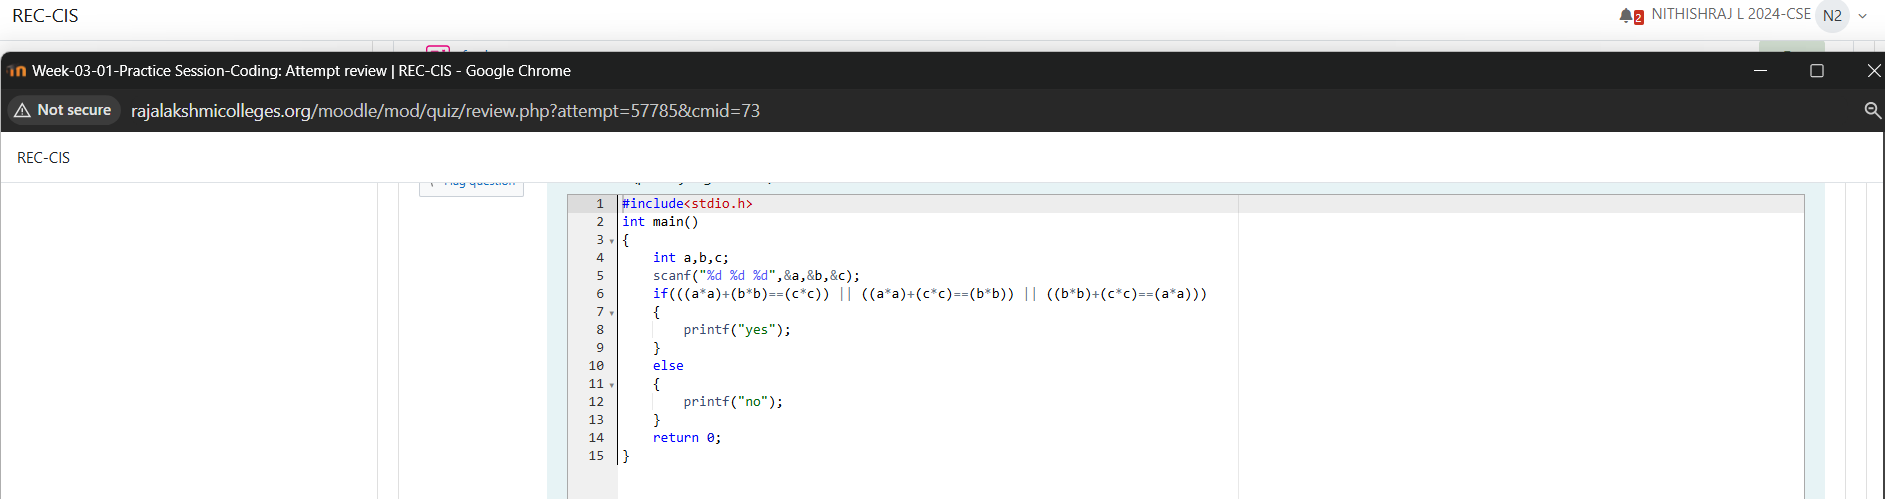 REC-CIS
2 NITHISHRAJ L 2024-CSE N2
Week-03-01-Practice Session-Coding: Attempt review | REC-CIS - Google Chrome
Not secure rajalakshmicolleges.org/moodle/mod/quiz/review.php?attempt=57785&cmid=73
REC-CIS
Flag question
1 #include<stdio.h>
2 int main()
3 {
4 int a,b,c;
5 scanf("%d %d %d",&a,&b,&c);
6 if(((a*a)+(b*b)==(c*c)) || ((a*a)+(c*c)==(b*b)) || ((b*b)+(c*c)==(a*a)))
7 {
8 printf("yes");
9 }
10 else
11 {
12 printf("no");
13 }
14 return 0;
15 }